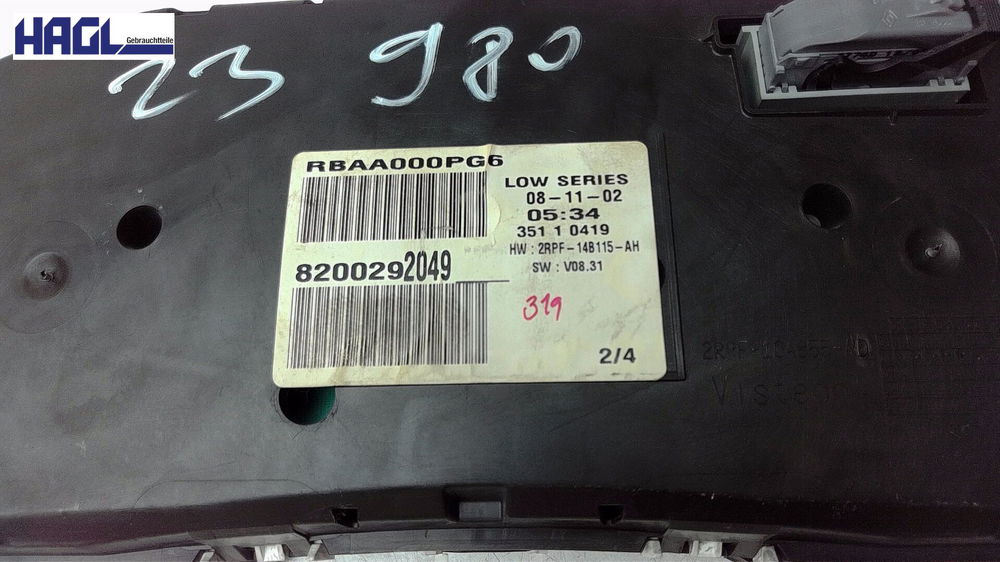 HAGL
Gebrauchtteile
23 980
RBAA000PG6
LOW SERIES
08-11-02
05:34
351 1 0419
HW : 2RPF-14B115-AH
SW : V08.31
8200292049
319
2/4
Visteon